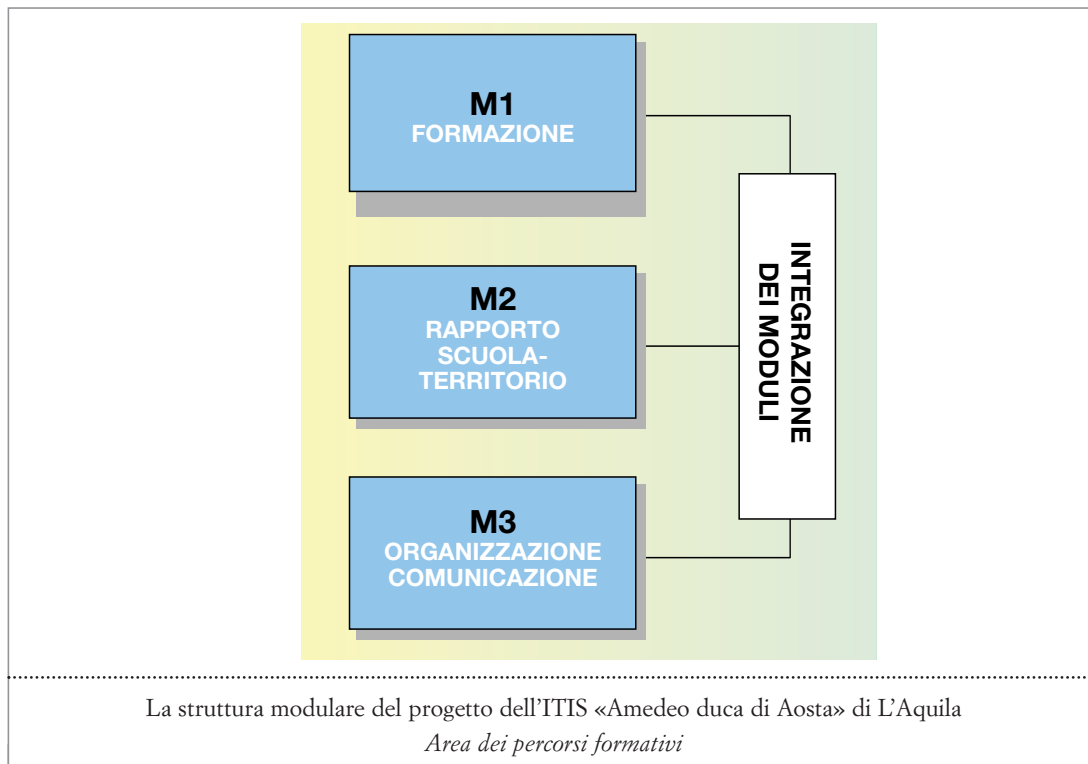 M1
FORMAZIONE
M2
RAPPORTO
SCUOLA-
TERRITORIO
M3
ORGANIZZAZIONE
COMUNICAZIONE
INTEGRAZIONE
DEI MODULI
La struttura modulare del progetto dell'ITIS «Amedeo duca di Aosta» di L'Aquila
Area dei percorsi formativi